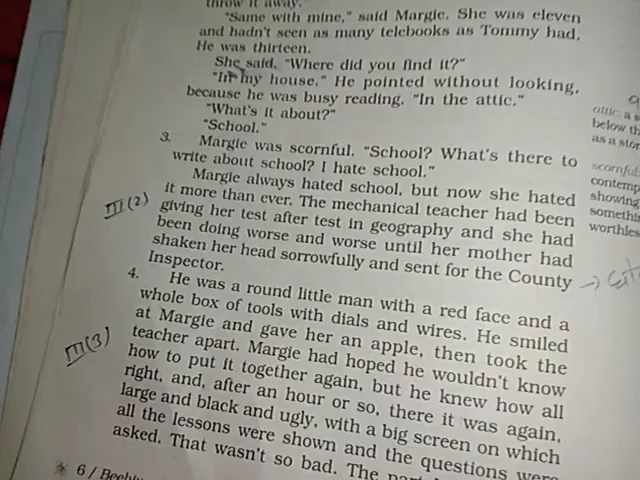 throw it away."
"Same with mine," said Margie. She was eleven
and hadn't seen as many telebooks as Tommy had.
He was thirteen.
She said, "Where did you find it?"
"In my house." He pointed without looking,
because he was busy reading. "In the attic."
"What's it about?"
"School."
3. Margie was scornful. "School? What's there to
write about school? I hate school."
Margie always hated school, but now she hated
it more than ever. The mechanical teacher had been
giving her test after test in geography and she had
been doing worse and worse until her mother had
shaken her head sorrowfully and sent for the County
Inspector.
4. He was a round little man with a red face and a
whole box of tools with dials and wires. He smiled
at Margie and gave her an apple, then took the
teacher apart. Margie had hoped he wouldn't know
how to put it together again, but he knew how all
right, and, after an hour or so, there it was again,
large and black and ugly, with a big screen on which
all the lessons were shown and the questions were
asked. That wasn't so bad. The
6 /
attic: a
below th
as a stor
scornful:
contemp
showing
somethi
worthles
III (2)
III (3)